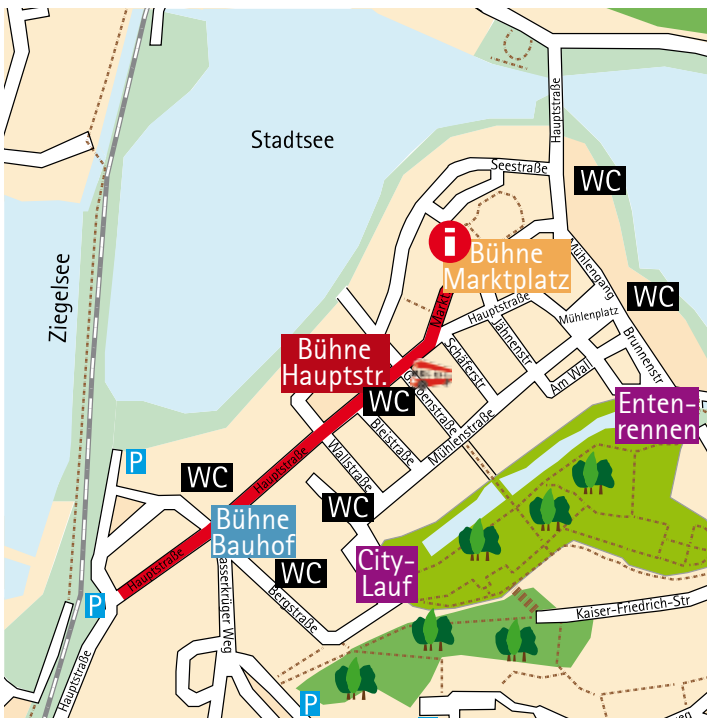 Stadtsee
Hauptstraße
Seestraße
WC
Ziegelsee
i
Bühne
Marktplatz
Mühlengang
WC
Markt
Hauptstraße
Mühlenplatz
Bühne
Hauptstr.
Schäferstr
Am Wall
Brunnenstr
WC
Enten-
rennen
Bleistraße
Mühlenstraße
Wallstraße
Hauptstraße
P
WC
WC
Bühne
Bauhof
City-
Lauf
WC
Hauptstraße
P
Bergstraße
Kaiser-Friedrich-Str
Hauptstraße
P